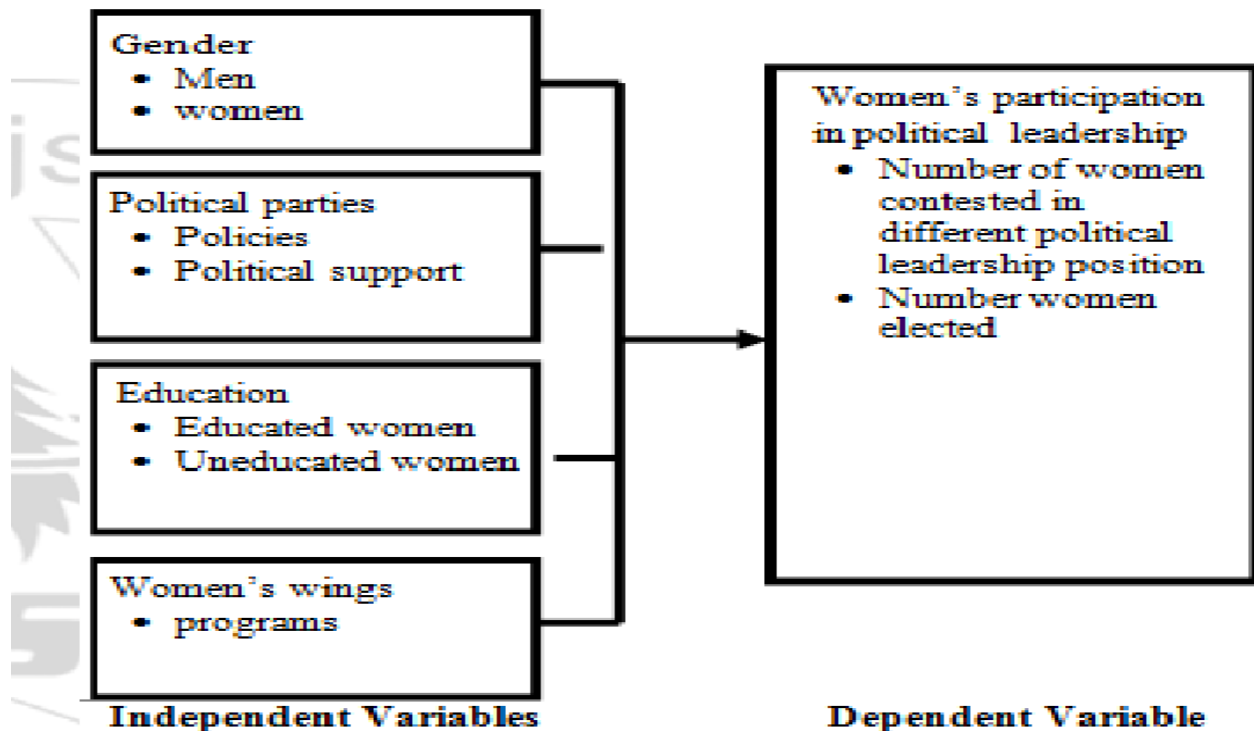 Gender
• Men
• women
Political parties
• Policies
• Political support
Education
• Educated women
• Uneducated women
Women's wings
• programs
Independent Variables
Women's participation
in political leadership
• Number of women
contested in
different political
leadership position
• Number women
elected
Dependent Variable
is